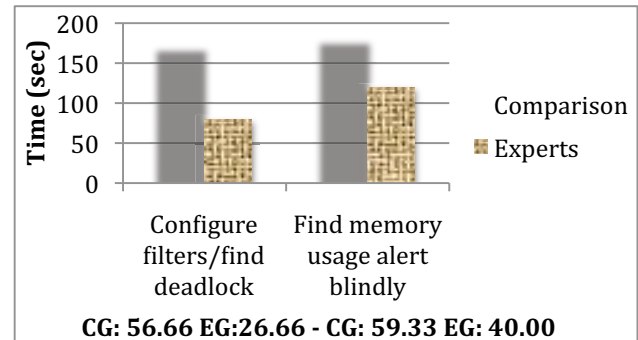 200
150
100
50
0
Time (sec)
Configure
filters/find
deadlock
Find memory
usage alert
blindly
Comparison
Experts
CG: 56.66 EG:26.66 - CG: 59.33 EG: 40.00